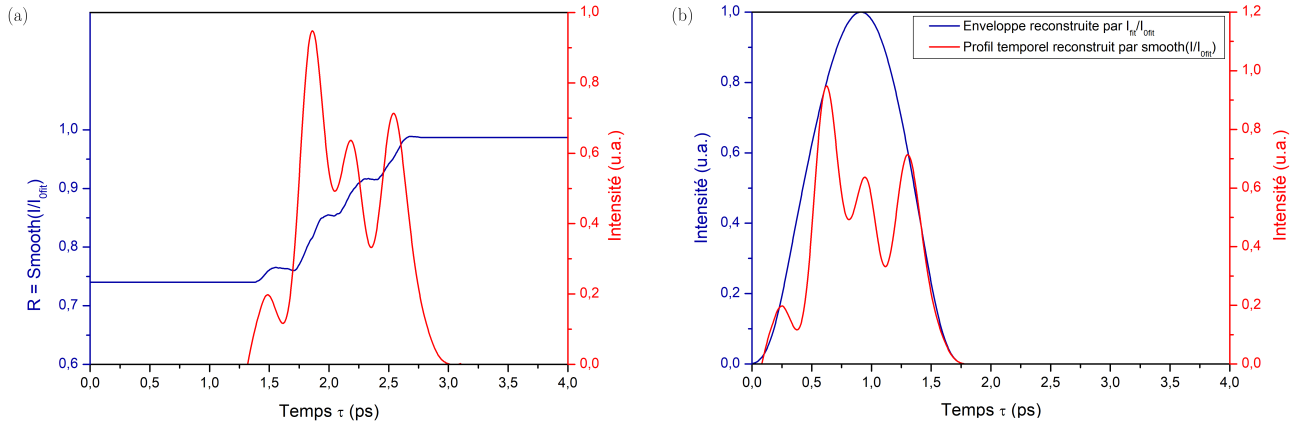 (a)
R = Smooth(I/I0fit)
1,0
0,9
0,8
0,7
0,6
0,0 0,5 1,0 1,5 2,0 2,5 3,0 3,5 4,0
Temps τ (ps)
1,0
0,8
0,6
0,4
0,2
0,0
Intensité (u.a.)
(b)
Intensité (u.a.)
1,0
0,8
0,6
0,4
0,2
0,0
Enveloppe reconstruite par Ifit/I0fit
Profil temporel reconstruit par smooth(I/I0fit)
0,0 0,5 1,0 1,5 2,0 2,5 3,0 3,5 4,0
Temps τ (ps)
1,2
1,0
0,8
0,6
0,4
0,2
0,0
Intensité (u.a.)